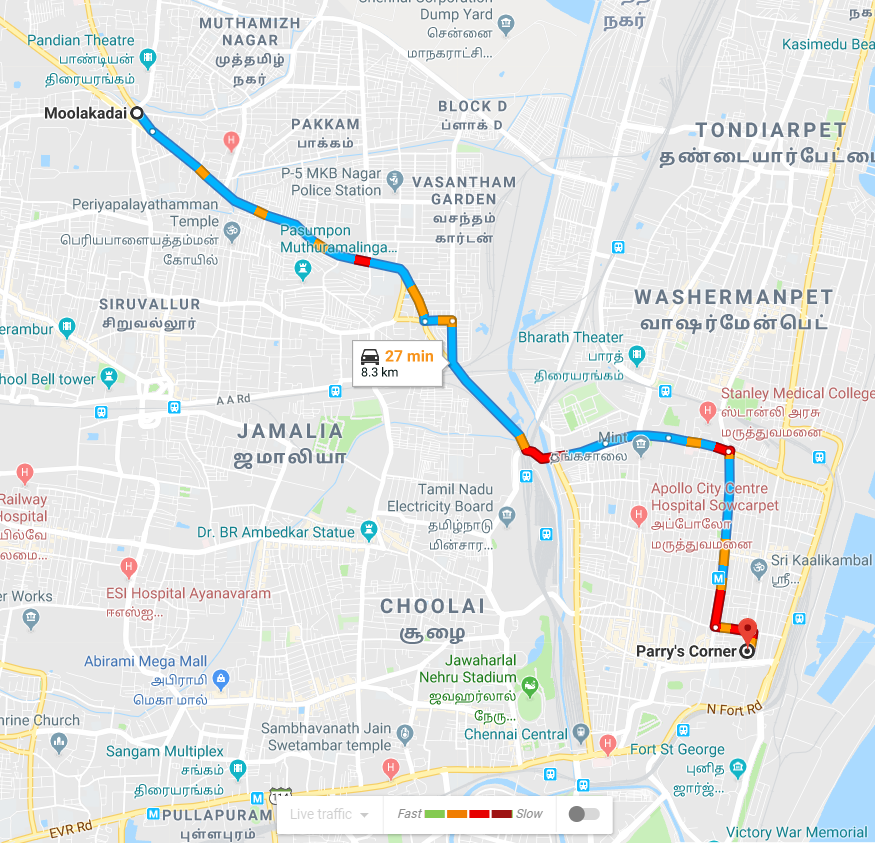 Chennai Corporation
Dump Yard
சென்னை
மாநகராட்சி...
நகர்
MUTHAMIZH
NAGAR
முத்தமிழ்
நகர்
Pandian Theatre
பாண்டியன்
திரையரங்கம்
Kasimedu Bea
Moolakadai
BLOCK D
ப்ளாக் D
PAKKAM
பாக்கம்
TONDIARPET
தண்டையார்பேட்டை
P-5 MKB Nagar
Police Station
VASANTHAM
GARDEN
வசந்தம்
கார்டன்
Periyapalayathamman
Temple
பெரியபாளையத்தம்மன்
கோயில்
Pasumpon
Muthuramalinga...
SIRUVALLUR
சிறுவல்லூர்
WASHERMANPET
வாஷர்மேன்பெட்
erambur
Bharath Theater
பாரத்
திரையரங்கம்
27 min
8.3 km
hool Bell tower
A A Rd
Stanley Medical College
ஸ்டான்லி அரசு
மருத்துவமனை
JAMALIA
ஜமாலியா
Mint
தங்கசாலை
Railway
Hospital
யில்வே
லமை...
Tamil Nadu
Electricity Board
தமிழ்நாடு
மின்சார...
Apollo City Centre
Hospital Sowcarpet
அப்போலோ
மருத்துவமனை
Dr. BR Ambedkar Statue
Sri Kaalikambal
ஸ்ரீ...
er Works
ESI Hospital Ayanavaram
ஈஎஸ்ஐ...
CHOOLAI
சூளை
Parry's Corner
Abirami Mega Mall
அபிராமி
மெகா மால்
Jawaharlal
Nehru Stadium
ஜவஹர்லால்
நேரு...
N Fort Rd
hrine Church
Sambhavanath Jain
Swetambar temple
Chennai Central
Sangam Multiplex
சங்கம்
திரையரங்கம்
Fort St George
புனித
ஜார்ஜ்...
114
PULLAPURAM
புள்ளபுரம்
EVR Rd
Live traffic
Fast
Slow
Victory War Memorial